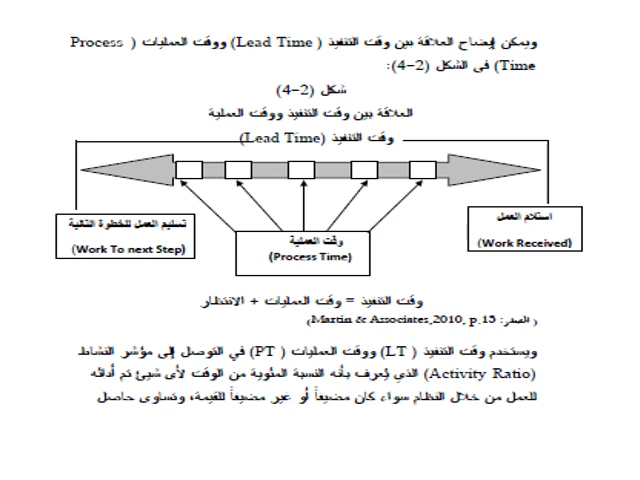 ويمكن إيضاح العلاقة بين وقت التنفيذ ( Lead Time) ووقت العمليات ( Process
Time) فى الشكل (2-4):
شكل (2-4)
العلاقة بين وقت التنفيذ ووقت العملية
وقت التنفيذ (Lead Time)
استلام العمل
(Work Received)
وقت العملية
(Process Time)
تسليم العمل للخطوة التالية
(Work To next Step)
وقت التنفيذ = وقت العمليات + الانتظار
( المصدر: Martin & Associates,2010, p.15)
ويستخدم وقت التنفيذ ( LT) ووقت العمليات ( PT) في التوصل إلى مؤشر النشاط
(Activity Ratio) الذي يُعرف بأنه النسبة المئوية من الوقت لأى شيئ تم أدائه
للعمل من خلال النظام سواء كان مضيفاً أو غير مضيفاً للقيمة، وتساوى حاصل